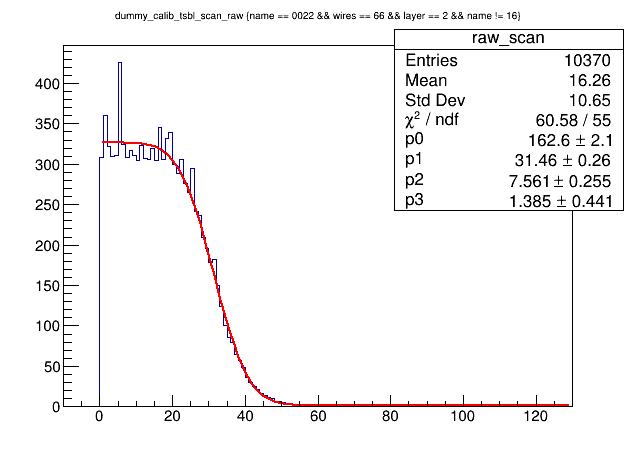 dummy_calib_tsbl_scan_raw {name == 0022 && wires == 66 && layer == 2 && name != 16}
raw_scan
Entries 10370
Mean 16.26
Std Dev 10.65
χ² / ndf 60.58 / 55
p0 162.6 ± 2.1
p1 31.46 ± 0.26
p2 7.561 ± 0.255
p3 1.385 ± 0.441
400
350
300
250
200
150
100
50
0
0 20 40 60 80 100 120